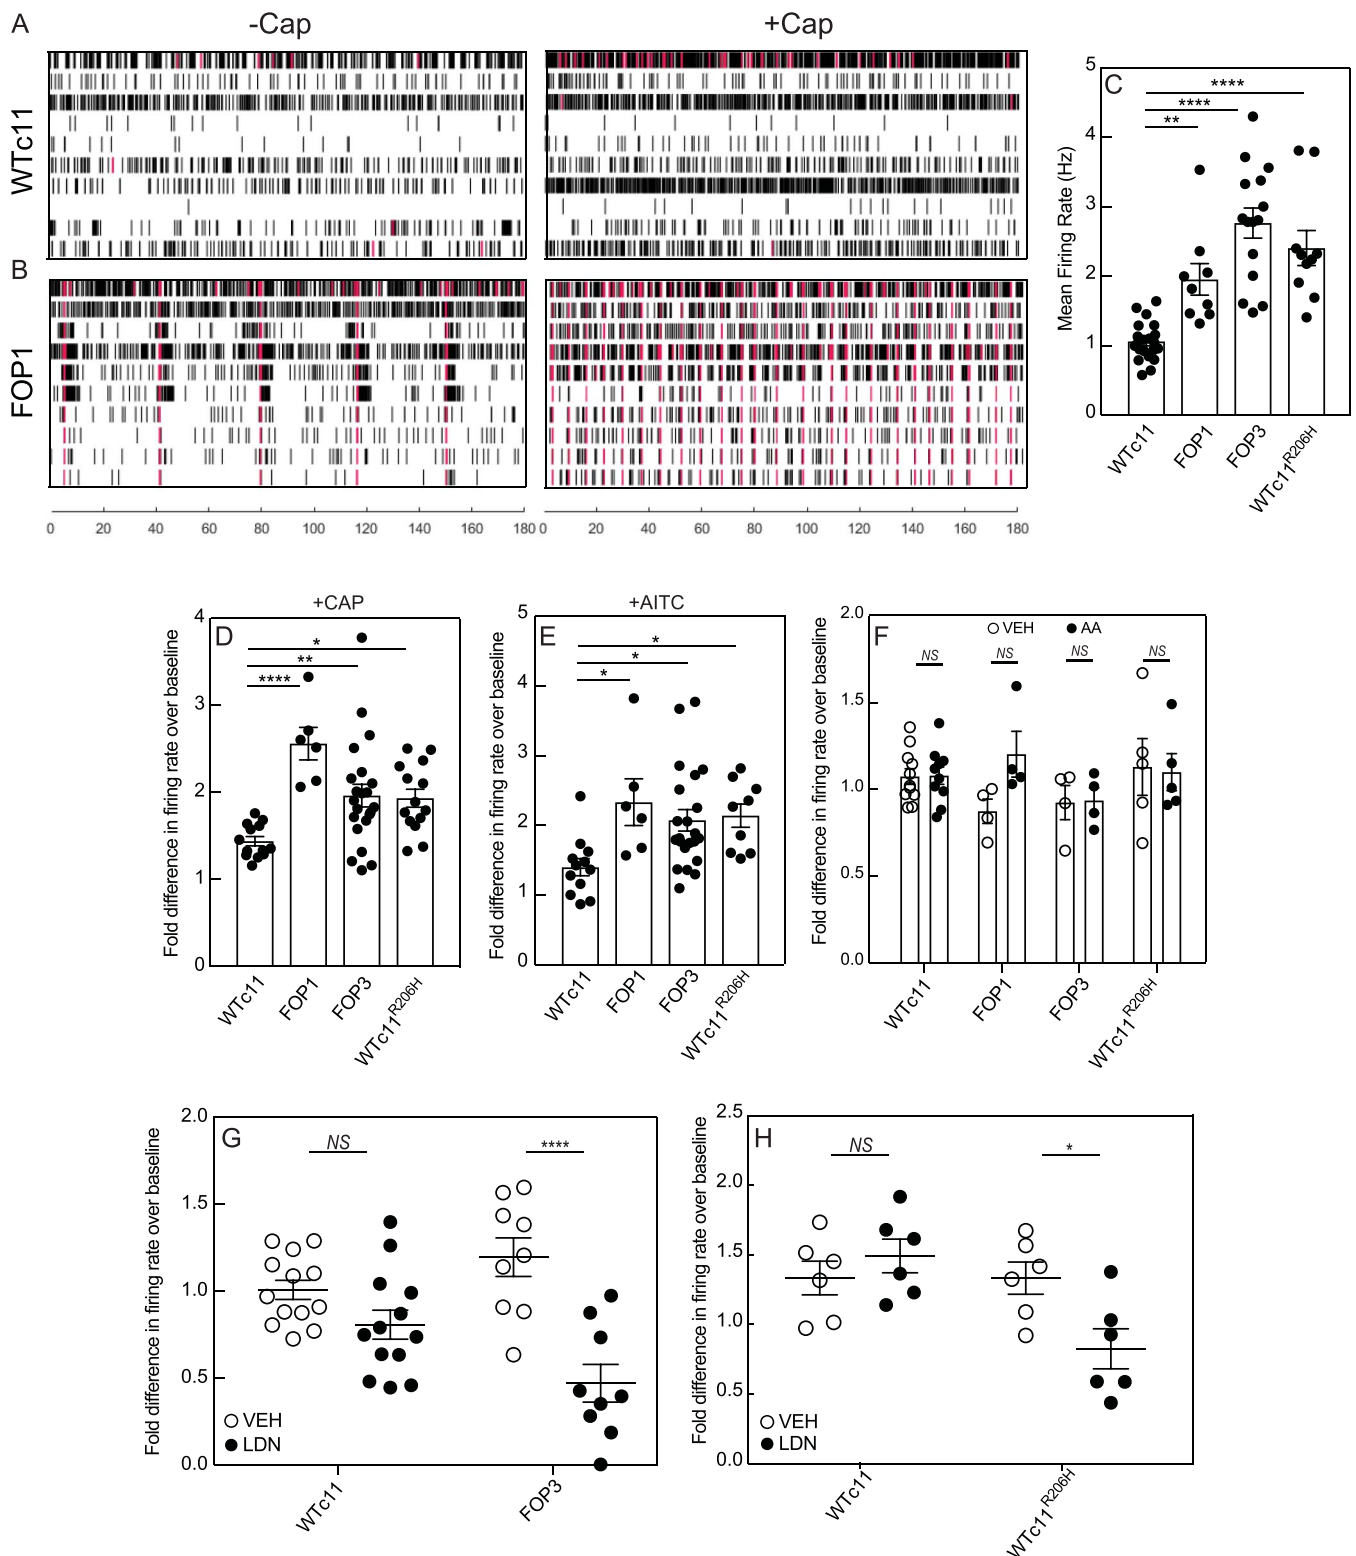 A
-Cap
+Cap
WTc11
B
FOP1
0 20 40 60 80 100 120 140 160 180
0 20 40 60 80 100 120 140 160 180
C
****
****
**
Mean Firing Rate (Hz)
5
4
3
2
1
0
WTc11
FOP1
FOP3
WTc11R206H
+CAP
D
*
**
****
Fold difference in firing rate over baseline
4
3
2
1
0
WTc11
FOP1
FOP3
WTc11R206H
+AITC
E
*
*
*
Fold difference in firing rate over baseline
5
4
3
2
1
0
WTc11
FOP1
FOP3
WTc11R206H
F
VEH AA
NS NS NS NS
Fold difference in firing rate over baseline
2.0
1.5
1.0
0.5
0.0
WTc11
FOP1
FOP3
WTc11R206H
G
NS
****
Fold difference in firing rate over baseline
2.0
1.5
1.0
0.5
0.0
VEH
LDN
WTc11
FOP3
H
NS
*
Fold difference in firing rate over baseline
2.5
2.0
1.5
1.0
0.5
0.0
VEH
LDN
WTc11
WTc11R206H